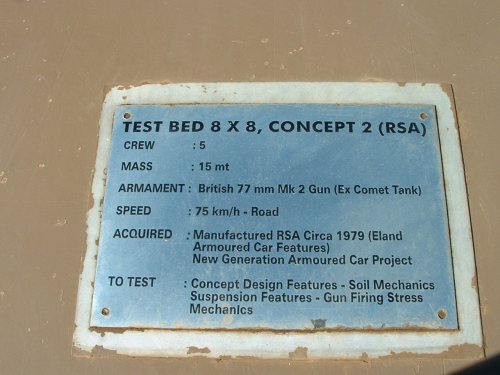 TEST BED 8 X 8, CONCEPT 2 (RSA)
CREW : 5
MASS : 15 mt
ARMAMENT : British 77 mm Mk 2 Gun (Ex Comet Tank)
SPEED : 75 km/h - Road
ACQUIRED : Manufactured RSA Circa 1979 (Eland
Armoured Car Features)
New Generation Armoured Car Project
TO TEST : Concept Design Features - Soil Mechanics
Suspension Features - Gun Firing Stress
Mechanics